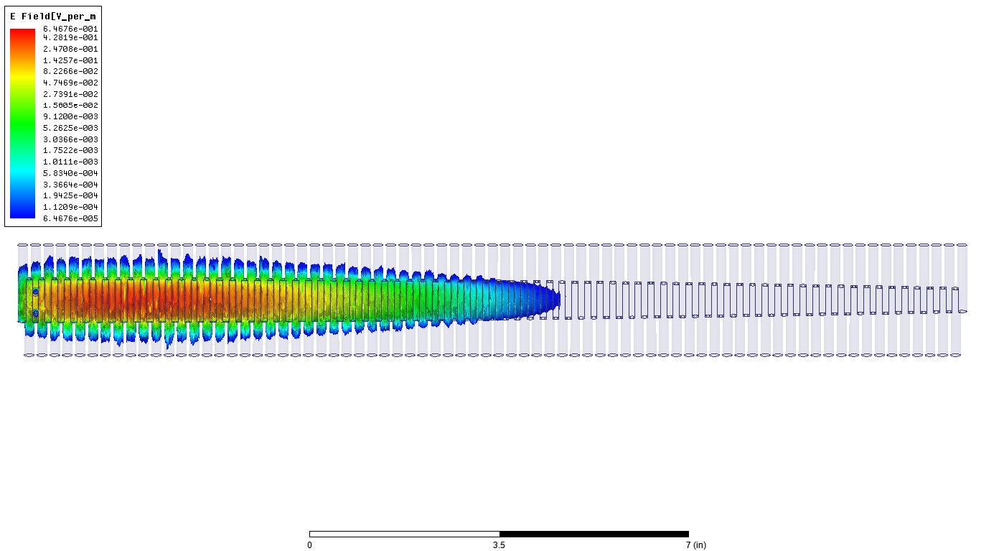 E Field[V_per_m
6.4676e-001
4.2819e-001
2.4708e-001
1.4257e-001
8.2266e-002
4.7469e-002
2.7391e-002
1.5805e-002
9.1200e-003
5.2625e-003
3.0366e-003
1.7522e-003
1.0111e-003
5.8340e-004
3.3664e-004
1.9425e-004
1.1209e-004
6.4676e-005
0 3.5 7 (in)